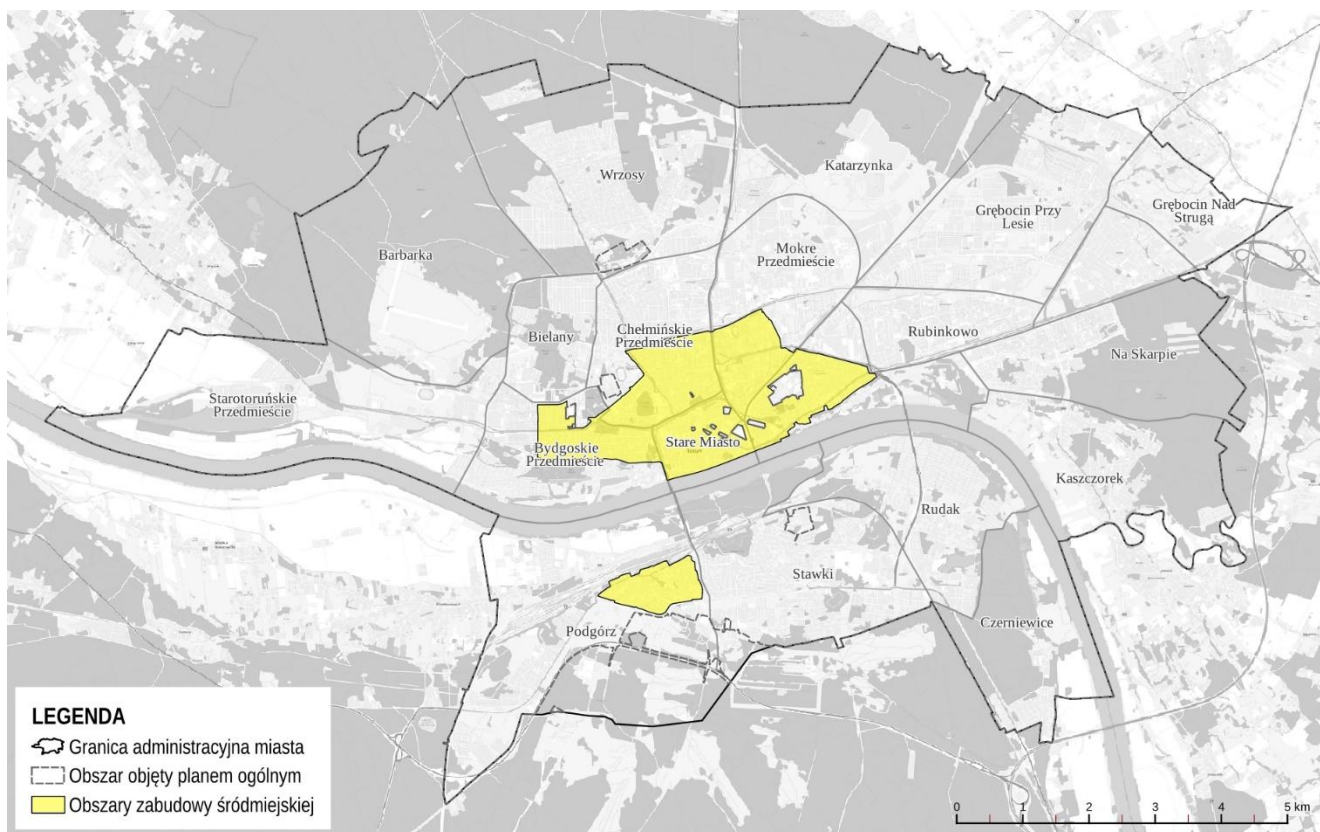 Wrzosy
Katarzynka
Grębocin Przy
Lesie
Grębocin Nad
Strugą
Barbarka
Mokre
Przedmieście
Bielany
Chełmińskie
Przedmieście
Rubinkowo
Na Skarpie
Starotoruńskie
Przedmieście
Bydgoskie
Przedmieście
Stare Miasto
Kaszczorek
Rudak
Stawki
Podgórz
Czerniewice
LEGENDA
Granica administracyjna miasta
Obszar objęty planem ogólnym
Obszary zabudowy śródmiejskiej
0 1 2 3 4 5 km